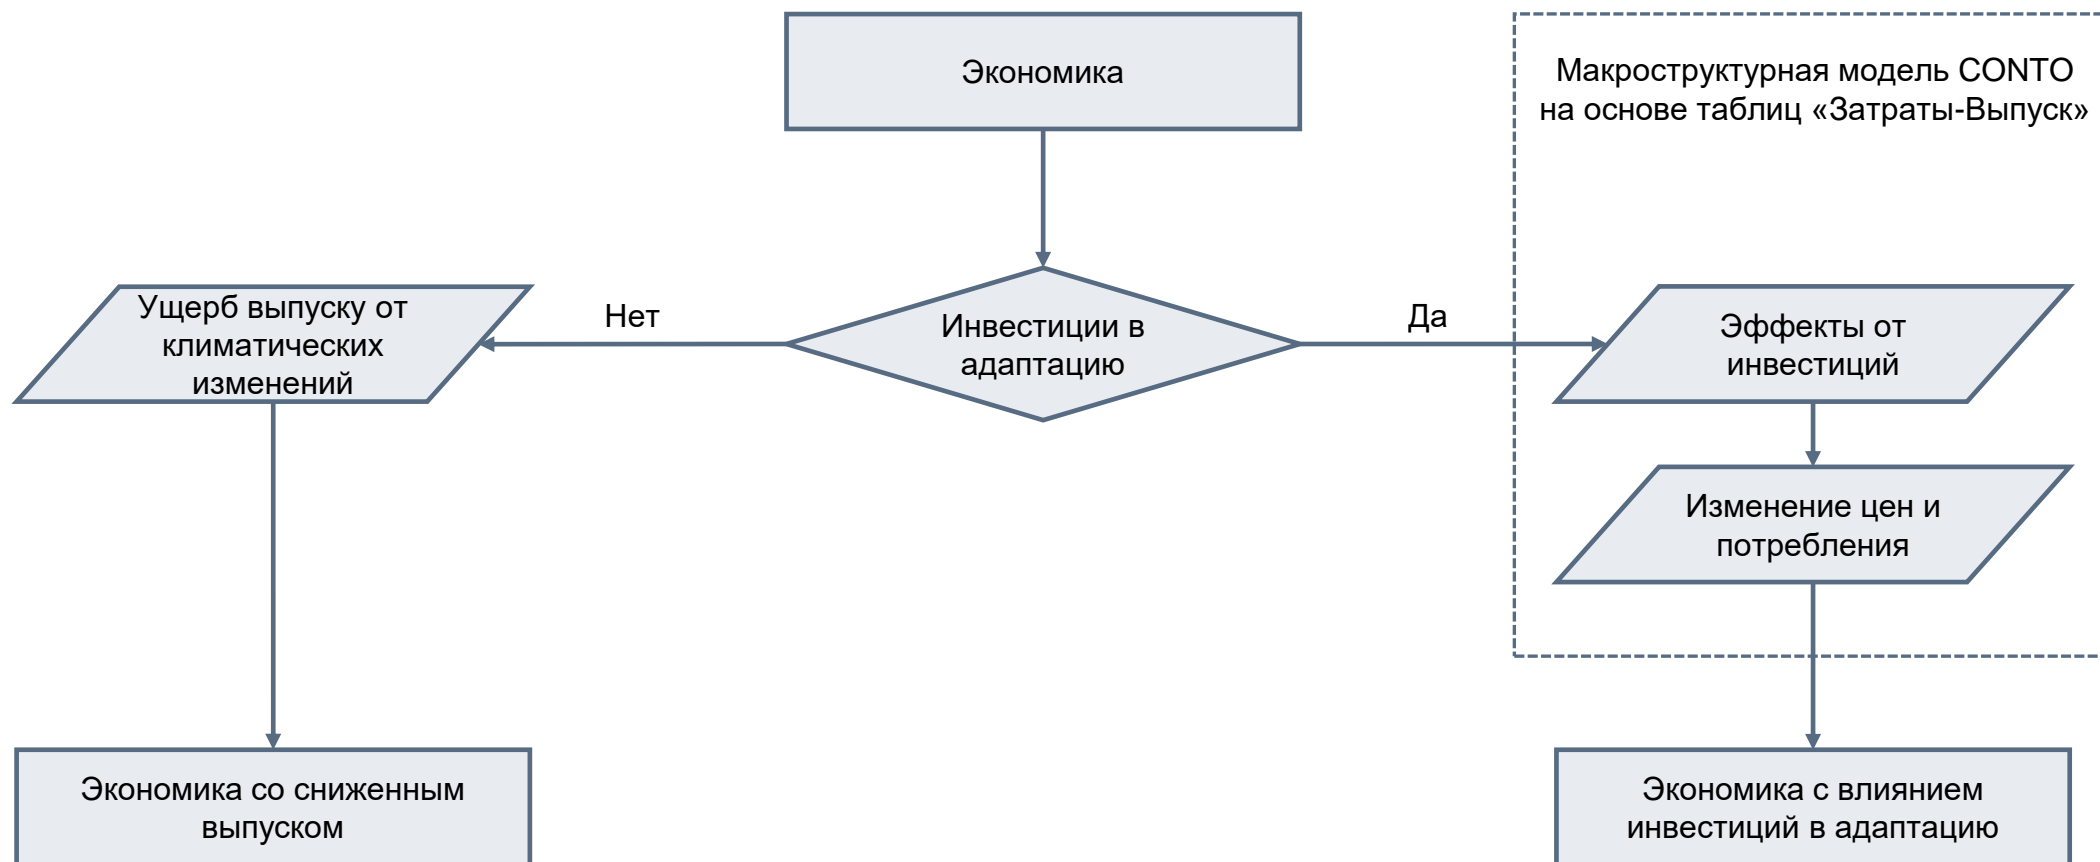 Экономика
Макроструктурная модель CONTO
на основе таблиц «Затраты-Выпуск»
Ущерб выпуску от
климатических
изменений
Нет
Инвестиции в
адаптацию
Да
Эффекты от
инвестиций
Изменение цен и
потребления
Экономика со сниженным
выпуском
Экономика с влиянием
инвестиций в адаптацию